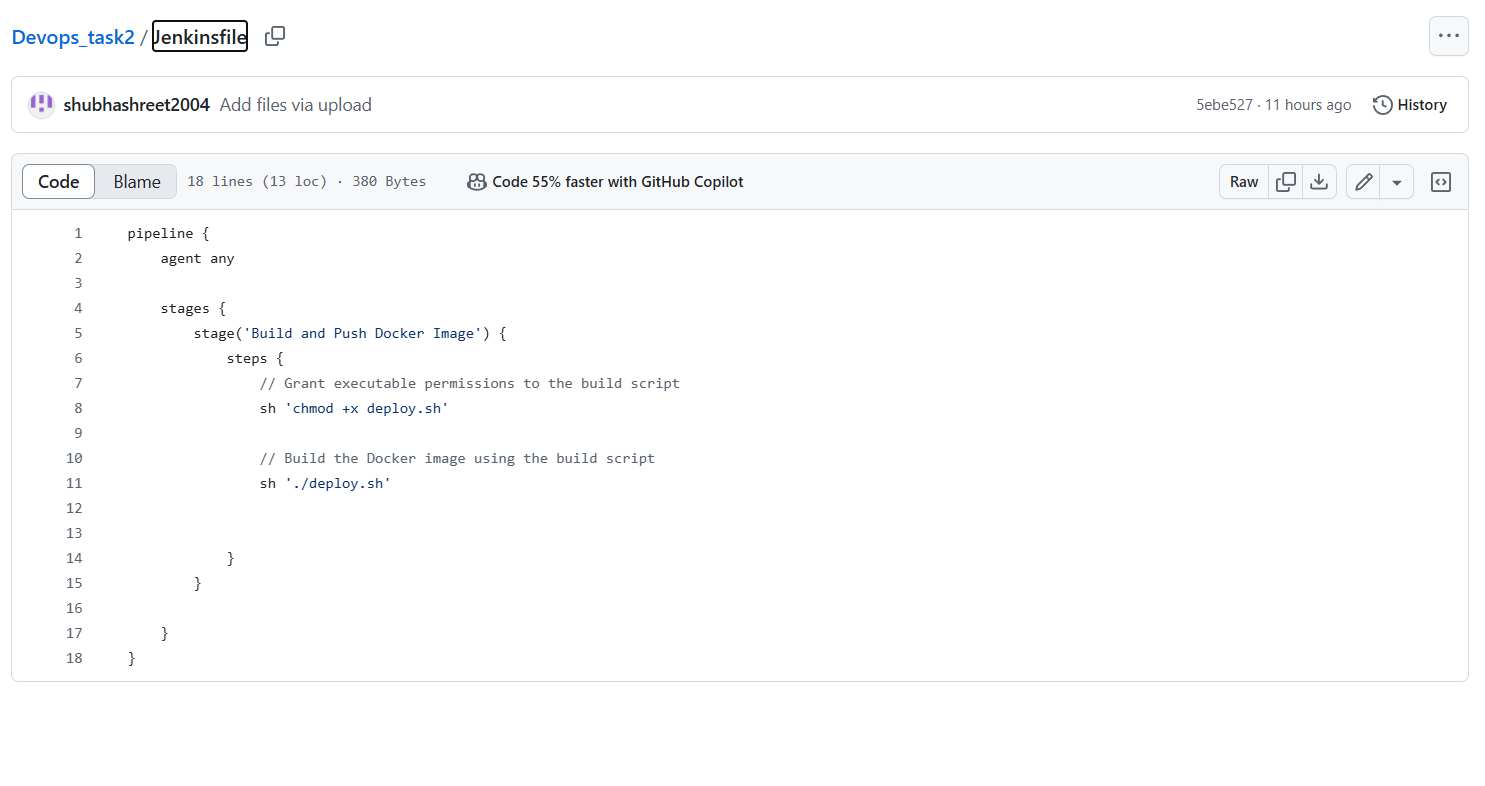 Devops_task2 / Jenkinsfile
shubhashreet2004 Add files via upload 5ebe527 · 11 hours ago History
Code Blame 18 lines (13 loc) · 380 Bytes Code 55% faster with GitHub Copilot Raw
1 pipeline {
2     agent any
3
4     stages {
5         stage('Build and Push Docker Image') {
6             steps {
7                 // Grant executable permissions to the build script
8                 sh 'chmod +x deploy.sh'
9
10                 // Build the Docker image using the build script
11                 sh './deploy.sh'
12
13
14             }
15         }
16
17     }
18 }